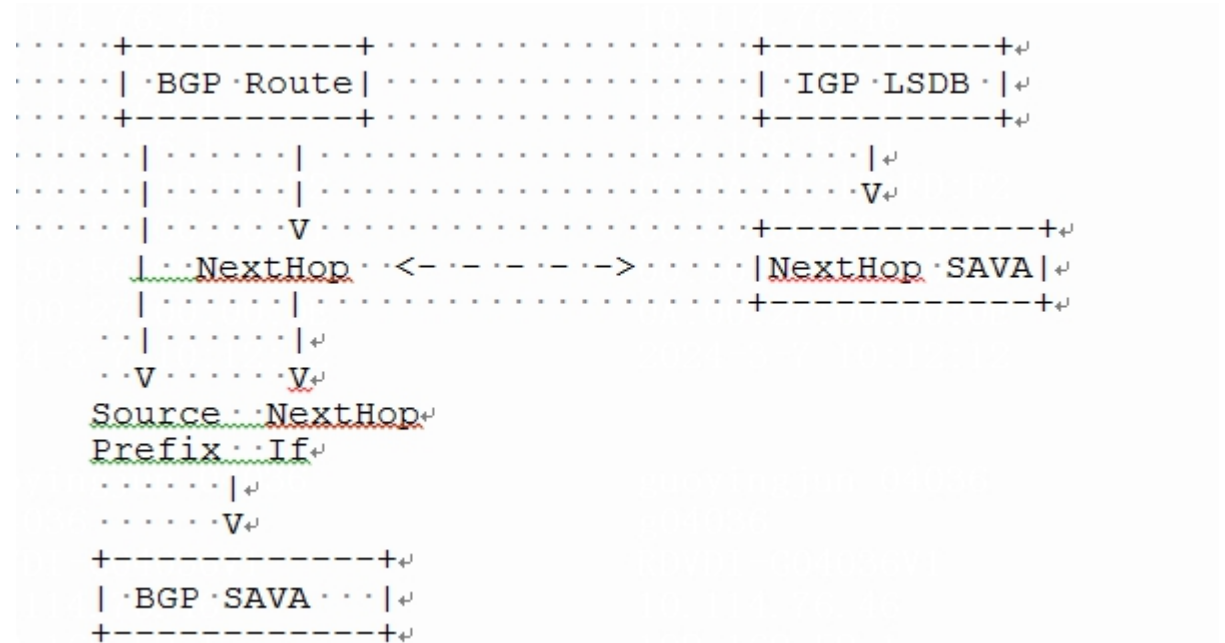 +----------+ +----------+
| BGP Route| | IGP LSDB |
+----------+ +----------+
| | |
| | V
| V +------------+
| NextHop <- - - - -> |NextHop SAVA|
| | +------------+
| |
V V
Source NextHop
Prefix If
|
V
+-------------+
| BGP SAVA |
+-------------+